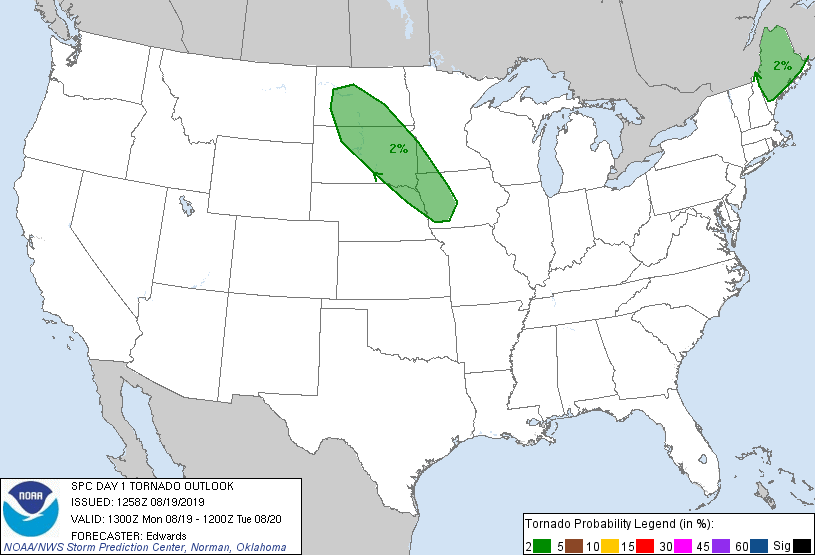 2%
2%
NOAA
SPC DAY 1 TORNADO OUTLOOK
ISSUED: 1258Z 08/19/2019
VALID: 1300Z Mon 08/19 - 1200Z Tue 08/20
FORECASTER: Edwards
NOAA/NWS Storm Prediction Center, Norman, Oklahoma
Tornado Probability Legend (in %):
2 5 10 15 30 45 60 Sig